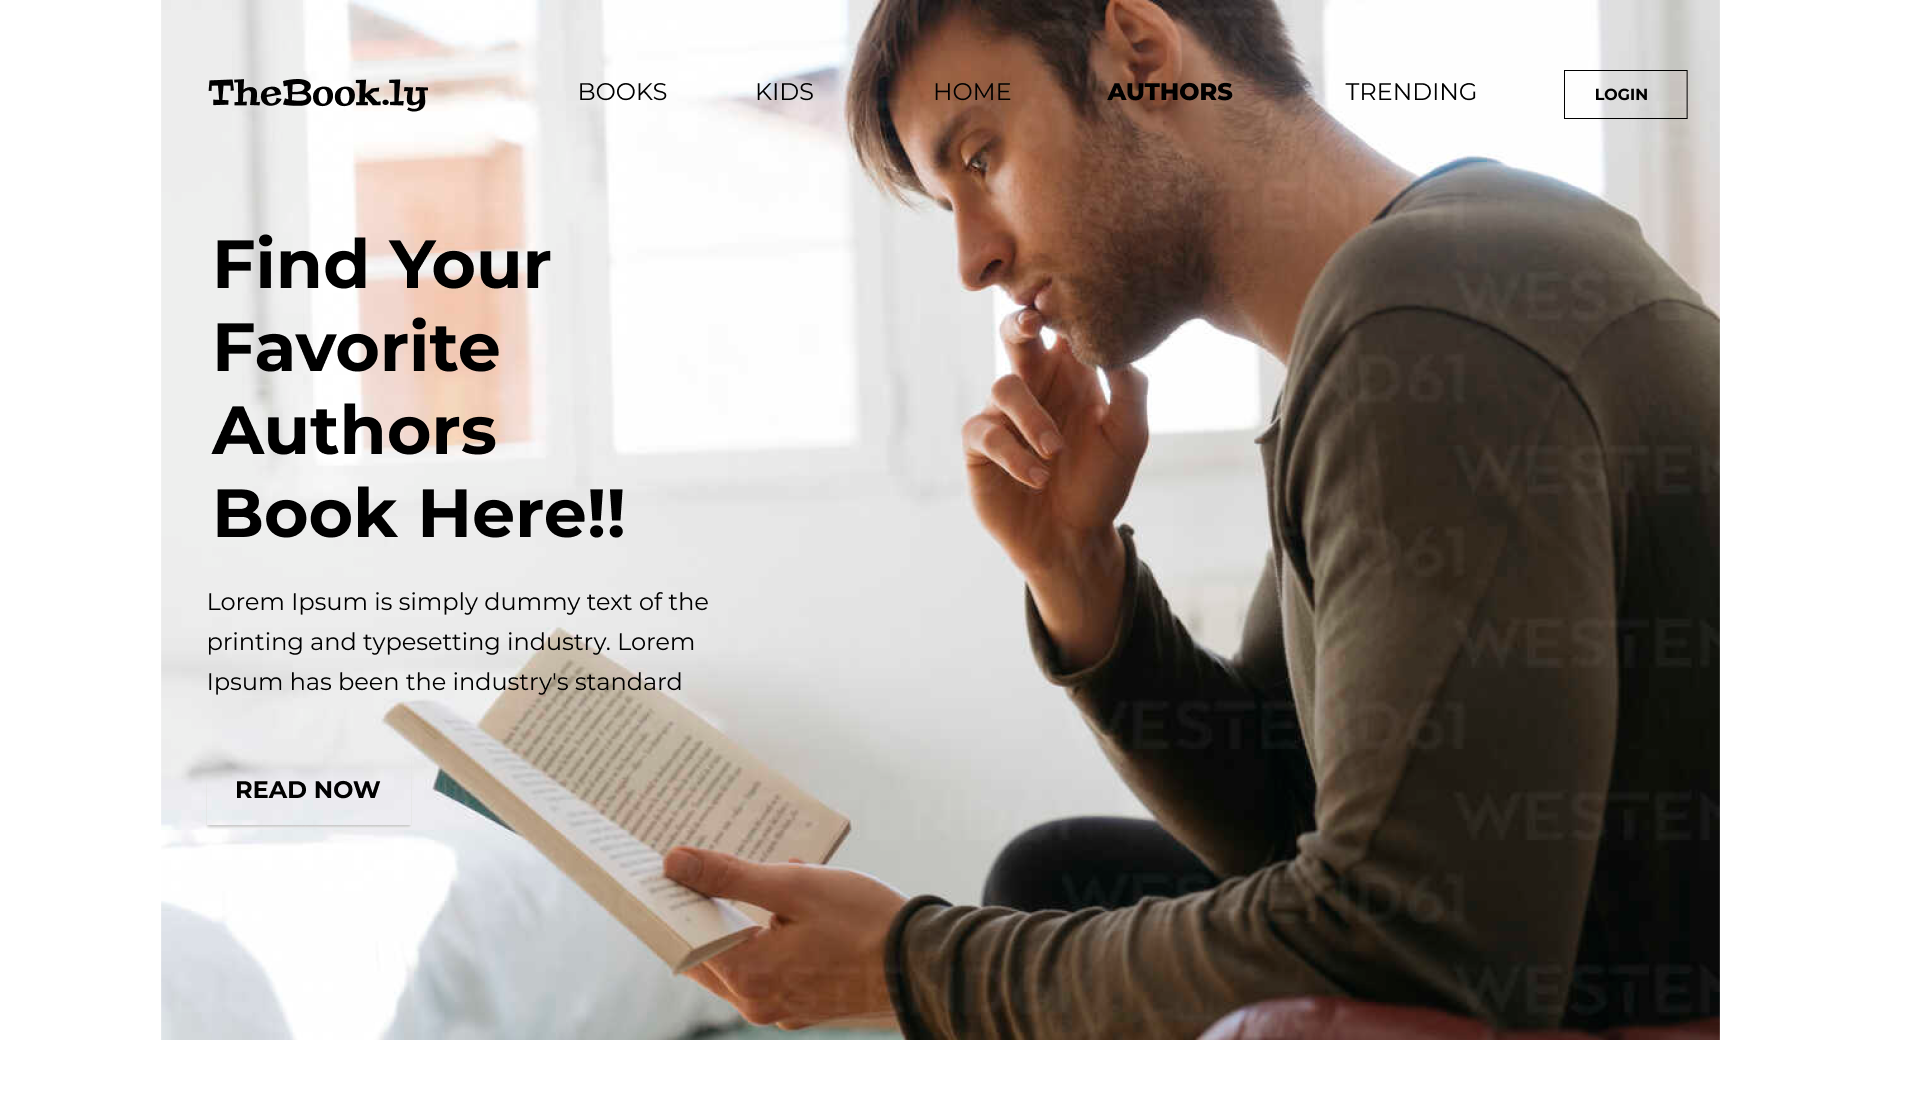 TheBook.ly
BOOKS
KIDS
HOME
AUTHORS
TRENDING
LOGIN
Find Your
Favorite
Authors
Book Here!!
Lorem Ipsum is simply dummy text of the
printing and typesetting industry. Lorem
Ipsum has been the industry's standard
READ NOW
WESTEND61